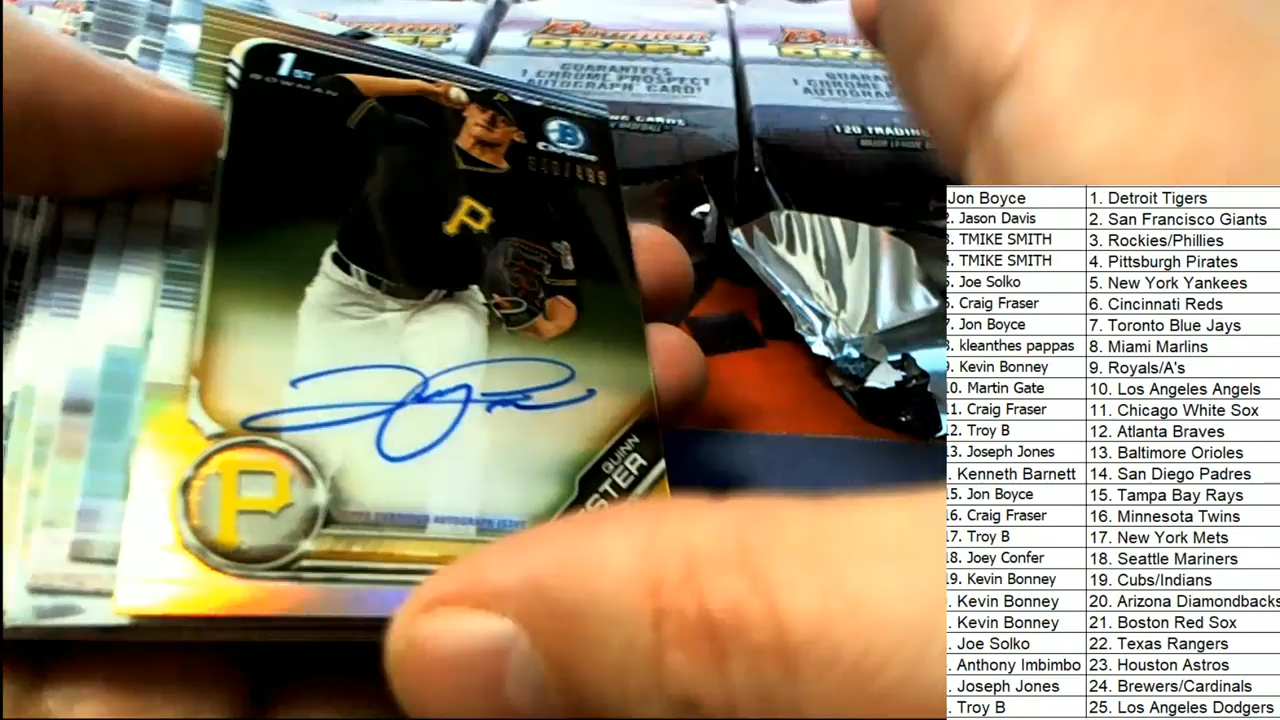 1ST
BOWMAN
B
Chrome
/499
P
P
QUINN
P
Bowman
DRAFT
GUARANTEES
1 CHROME PROSPECT
AUTOGRAPH CARD!
CARDS
DRAFT
1 CHROME
AUTOGRAPH
120 TRADING
MAJOR LEAGUE
Jon Boyce 1. Detroit Tigers
2. Jason Davis 2. San Francisco Giants
3. TMIKE SMITH 3. Rockies/Phillies
4. TMIKE SMITH 4. Pittsburgh Pirates
5. Joe Solko 5. New York Yankees
6. Craig Fraser 6. Cincinnati Reds
7. Jon Boyce 7. Toronto Blue Jays
8. kleanthes pappas 8. Miami Marlins
9. Kevin Bonney 9. Royals/A's
10. Martin Gate 10. Los Angeles Angels
11. Craig Fraser 11. Chicago White Sox
12. Troy B 12. Atlanta Braves
13. Joseph Jones 13. Baltimore Orioles
. Kenneth Barnett 14. San Diego Padres
15. Jon Boyce 15. Tampa Bay Rays
16. Craig Fraser 16. Minnesota Twins
17. Troy B 17. New York Mets
18. Joey Confer 18. Seattle Mariners
19. Kevin Bonney 19. Cubs/Indians
. Kevin Bonney 20. Arizona Diamondbacks
. Kevin Bonney 21. Boston Red Sox
. Joe Solko 22. Texas Rangers
. Anthony Imbimbo 23. Houston Astros
. Joseph Jones 24. Brewers/Cardinals
. Troy B 25. Los Angeles Dodgers